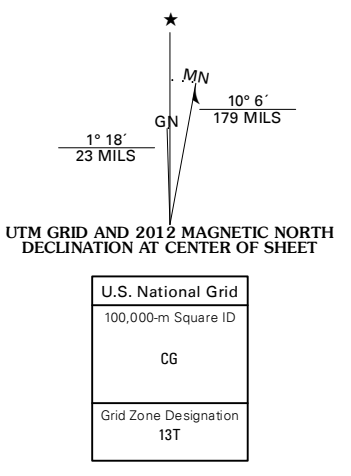 ★
MN
GN
10° 6´
179 MILS
1° 18´
23 MILS
UTM GRID AND 2012 MAGNETIC NORTH
DECLINATION AT CENTER OF SHEET
U.S. National Grid
100,000-m Square ID
CG
Grid Zone Designation
13T